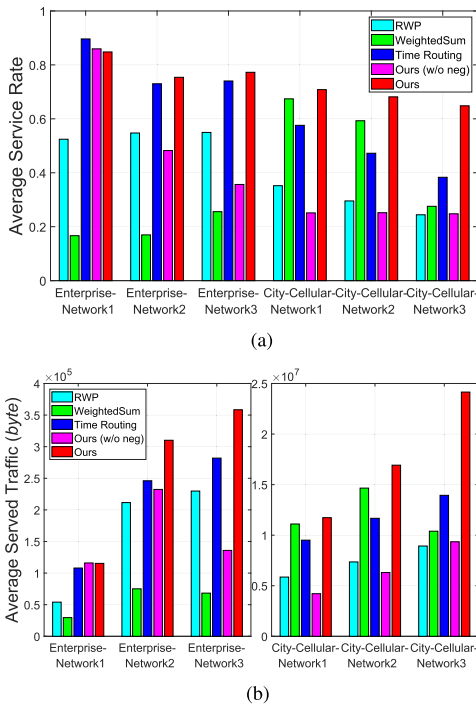 1
0.8
0.6
0.4
0.2
0
Average Service Rate
RWP
WeightedSum
Time Routing
Ours (w/o neg)
Ours
Enterprise- Enterprise- Enterprise- City-Cellular- City-Cellular- City-Cellular-
Network1 Network2 Network3 Network1 Network2 Network3
(a)
×10⁵
4
3.5
3
2.5
2
1.5
1
0.5
0
Average Served Traffic (byte)
RWP
WeightedSum
Time Routing
Ours (w/o neg)
Ours
Enterprise- Enterprise- Enterprise-
Network1 Network2 Network3
×10⁷
2.5
2
1.5
1
0.5
0
City-Cellular- City-Cellular- City-Cellular-
Network1 Network2 Network3
(b)